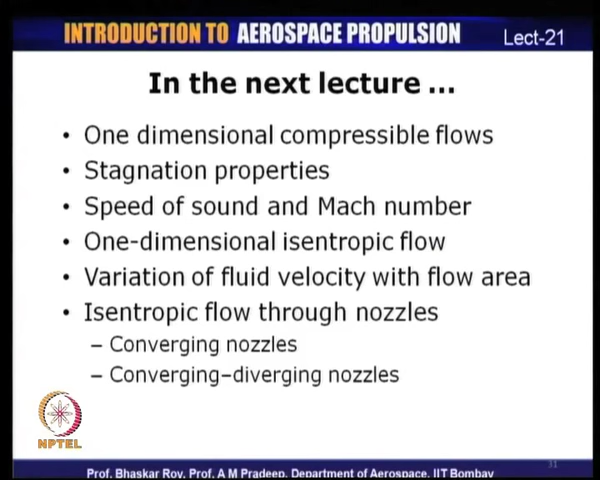 INTRODUCTION TO AEROSPACE PROPULSION Lect-21
In the next lecture ...
• One dimensional compressible flows
• Stagnation properties
• Speed of sound and Mach number
• One-dimensional isentropic flow
• Variation of fluid velocity with flow area
• Isentropic flow through nozzles
– Converging nozzles
– Converging–diverging nozzles
NPTEL
31
Prof. Bhaskar Roy, Prof. A M Pradeep, Department of Aerospace, IIT Bombay